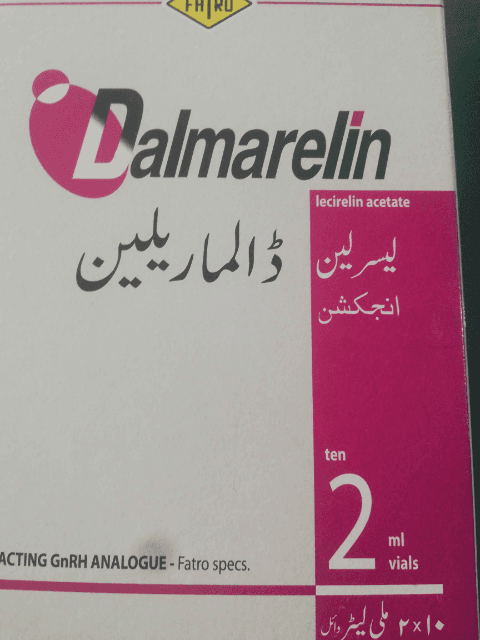 FATRO
Dalmarelin
lecirelin acetate
ڈالماریلین
لیسرلین
انجکشن
ten
2
ml
vials
ACTING GnRH ANALOGUE - Fatro specs.
۱۰×۲ ملی لیٹر وائل